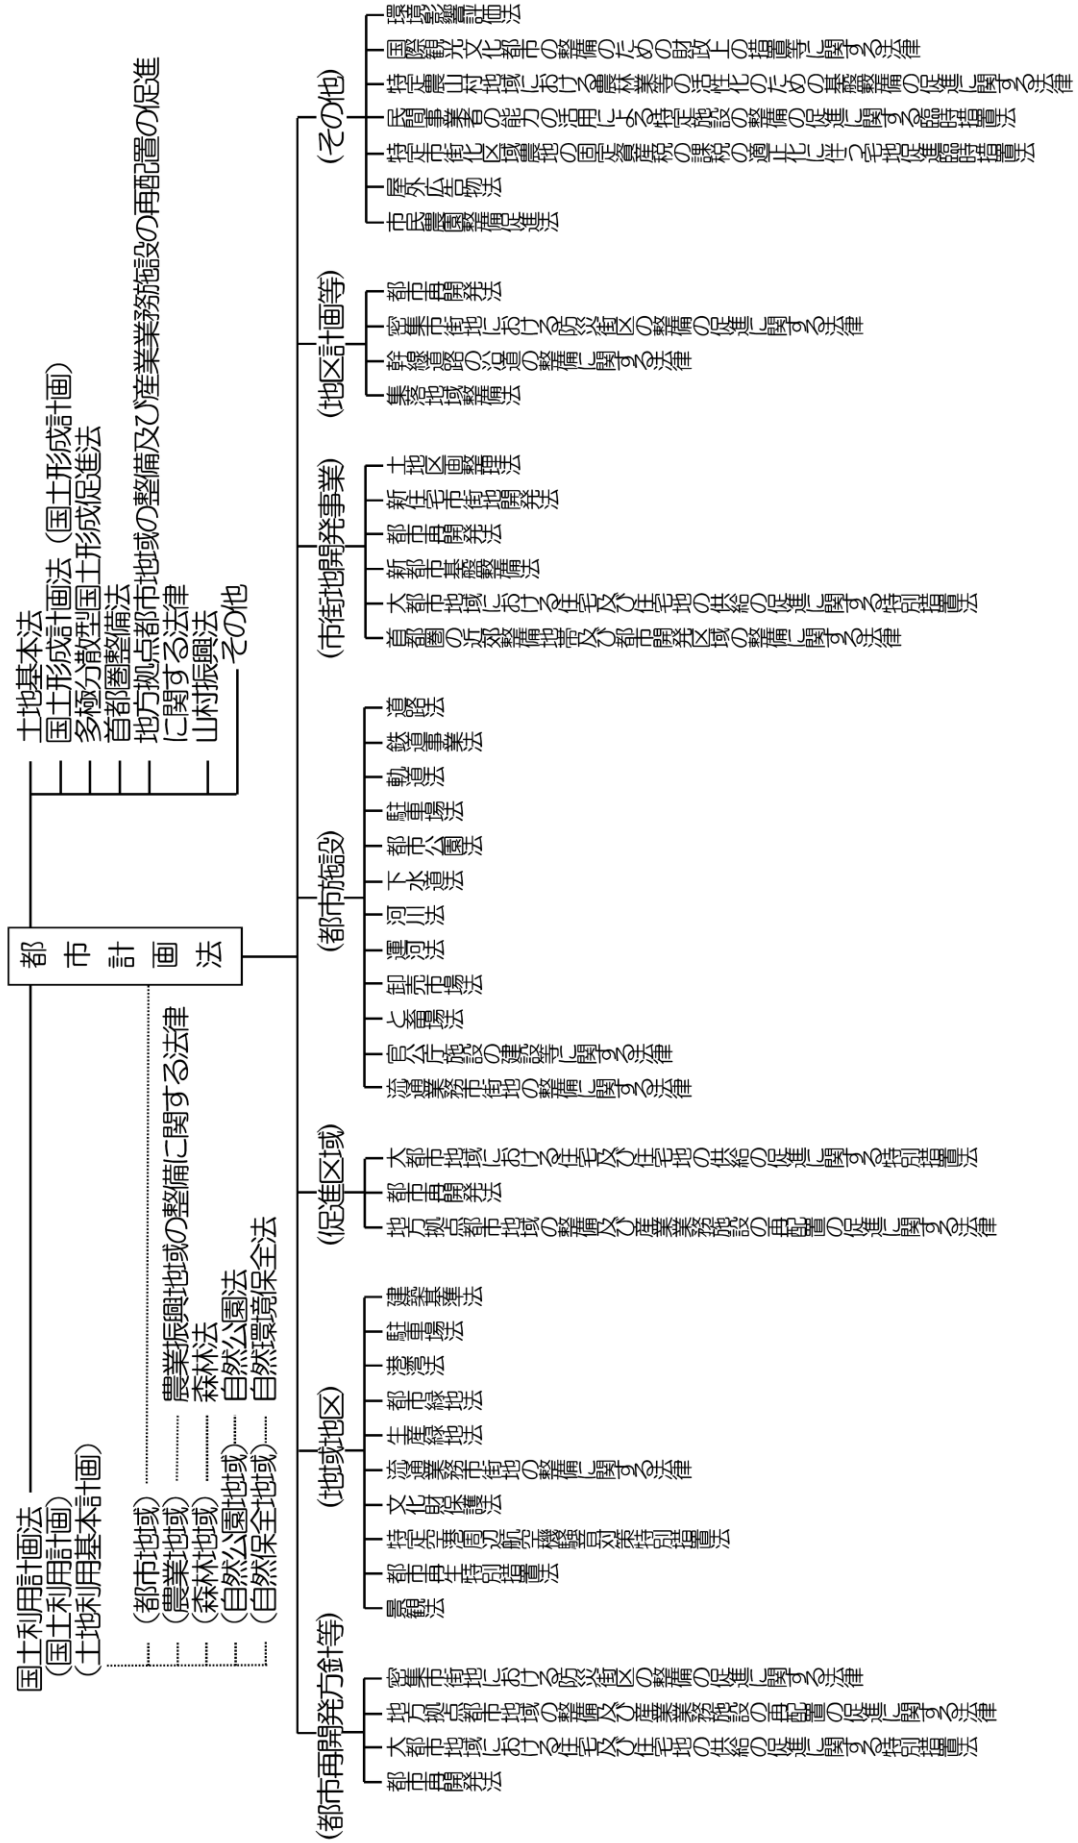 都市計画法
国土利用計画法
(国土利用計画)
(土地利用基本計画)
(都市地域)
(農業地域)
農業振興地域の整備に関する法律
(森林地域)
森林法
(自然公園地域)
自然公園法
(自然保全地域)
自然環境保全法
土地基本法
国土形成計画法(国土形成計画)
多極分散型国土形成促進法
首都圏整備法
地方拠点都市地域の整備及び産業業務施設の再配置の促進
に関する法律
山村振興法
その他
(都市再開発方針等)
都市再開発法
大都市地域における住宅及び住宅地の供給の促進に関する特別措置法
地方拠点都市地域の整備及び産業業務施設の再配置の促進に関する法律
密集市街地における防災街区の整備の促進に関する法律
(地域地区)
景観法
都市再生特別措置法
特定空港周辺航空機騒音対策特別措置法
文化財保護法
流通業務市街地の整備に関する法律
生産緑地法
都市緑地法
港湾法
駐車場法
建築基準法
(促進区域)
地方拠点都市地域の整備及び産業業務施設の再配置の促進に関する法律
都市再開発法
大都市地域における住宅及び住宅地の供給の促進に関する特別措置法
(都市施設)
流通業務市街地の整備に関する法律
官公庁施設の建設等に関する法律
と畜場法
卸売市場法
運河法
河川法
下水道法
都市公園法
駐車場法
軌道法
鉄道事業法
道路法
(市街地開発事業)
首都圏の近郊整備地帯及び都市開発区域の整備に関する法律
大都市地域における住宅及び住宅地の供給の促進に関する特別措置法
新都市基盤整備法
都市再開発法
新住宅市街地開発法
土地区画整理法
(地区計画等)
集落地域整備法
幹線道路の沿道の整備に関する法律
密集市街地における防災街区の整備の促進に関する法律
都市再開発法
(その他)
市民農園整備促進法
屋外広告物法
特定市街化区域農地の固定資産税の課税の適正化に伴う宅地促進臨時措置法
民間事業者の能力の活用による特定施設の整備の促進に関する臨時措置法
特定農山村地域における農林業等の活性化のための基盤整備の促進に関する法律
国際観光文化都市の整備のための財政上の措置等に関する法律
環境影響評価法